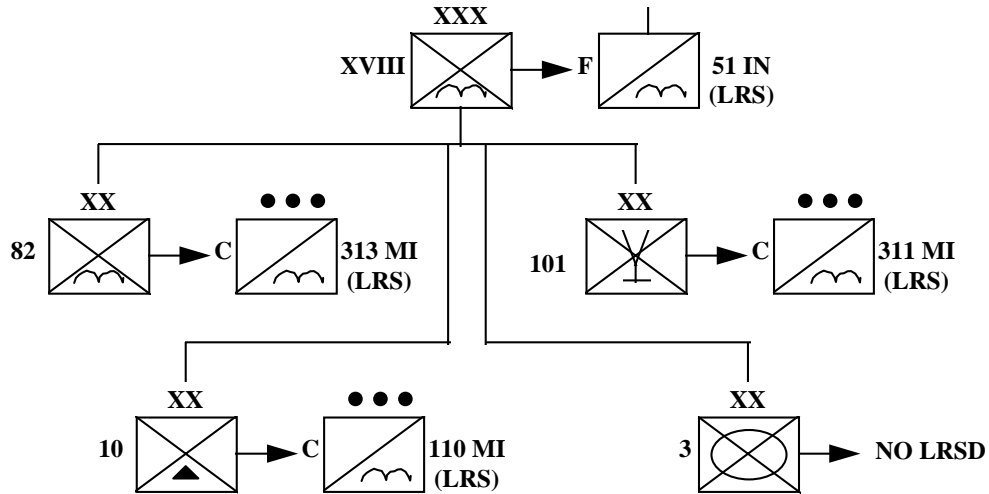 XXX
XVIII F 51 IN
(LRS)
XX XX
82 C 313 MI
(LRS)
101 C 311 MI
(LRS)
XX XX
10 C 110 MI
(LRS)
3 NO LRSD